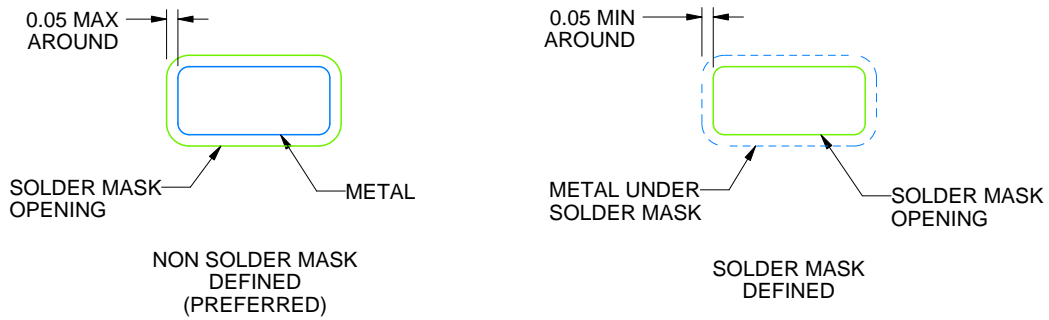 0.05 MAX
AROUND
SOLDER MASK
OPENING
METAL
NON SOLDER MASK
DEFINED
(PREFERRED)
0.05 MIN
AROUND
METAL UNDER
SOLDER MASK
SOLDER MASK
OPENING
SOLDER MASK
DEFINED